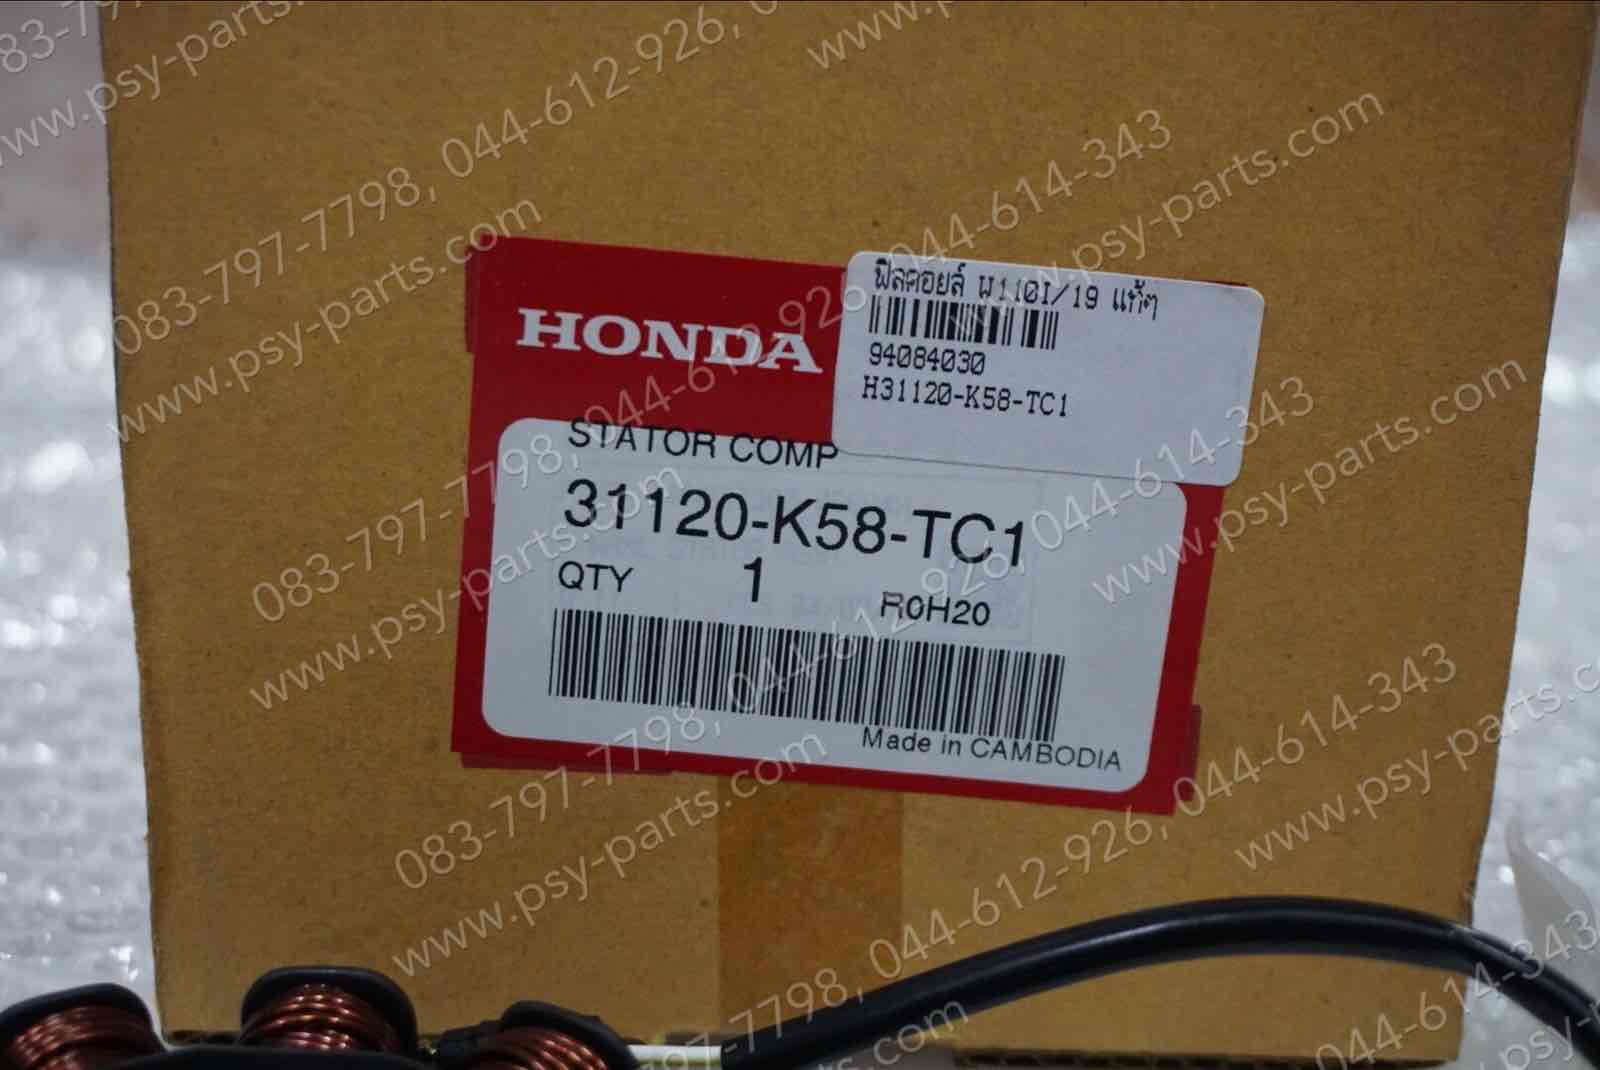 HONDA
ฟิลคอยล์ W110I/19 แท้ๆ
94084030
H31120-K58-TC1
STATOR COMP
31120-K58-TC1
QTY 1 R0H20
Made in CAMBODIA
083-797-7798, 044-612-926, 044-614-343
www.psy-parts.com